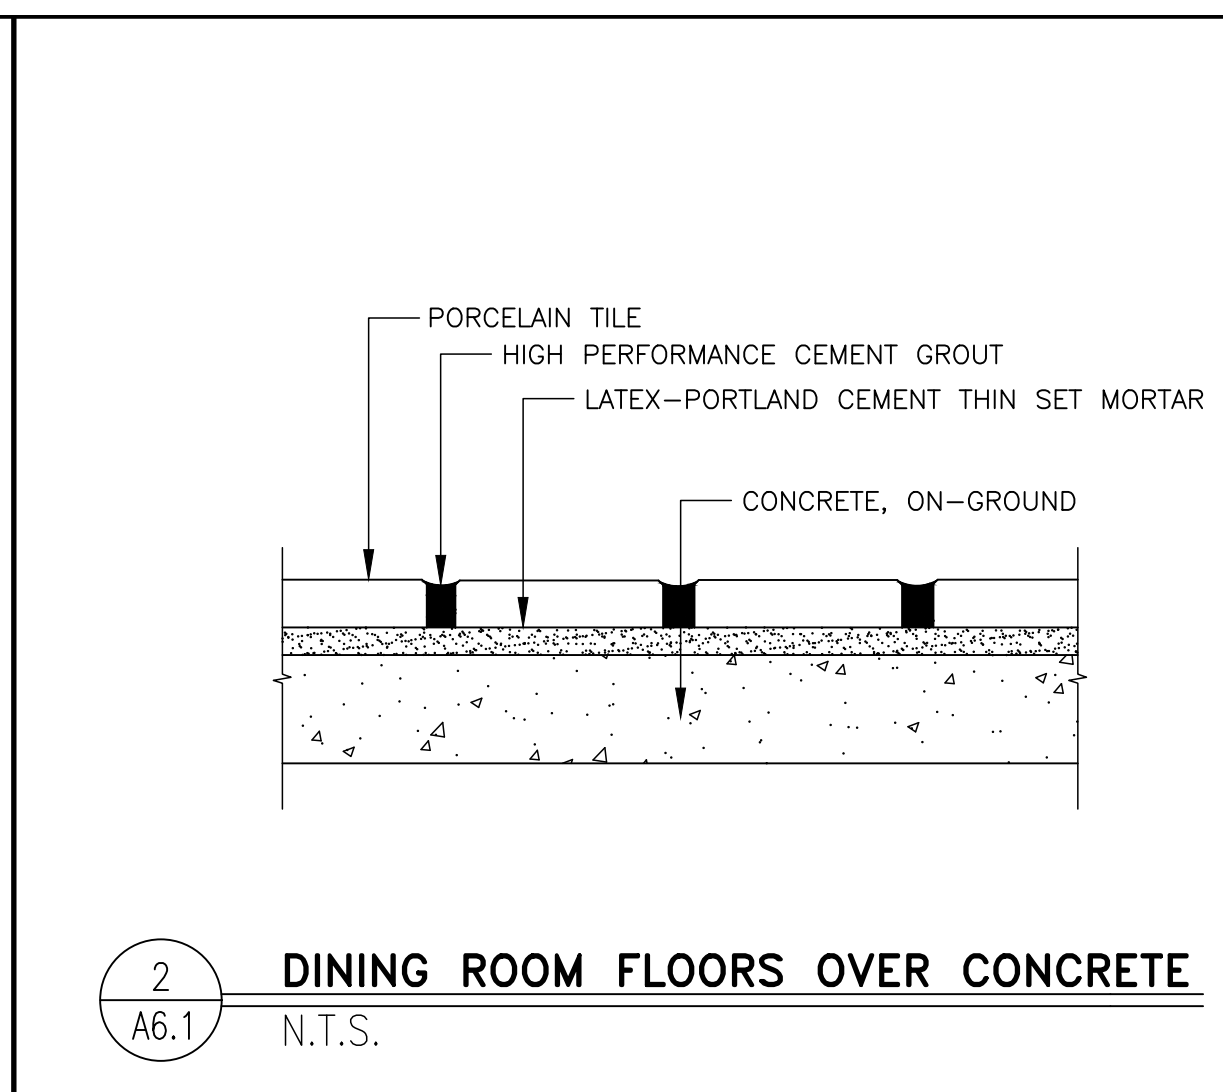 PORCELAIN TILE
HIGH PERFORMANCE CEMENT GROUT
LATEX-PORTLAND CEMENT THIN SET MORTAR
CONCRETE, ON-GROUND
2
A6.1
DINING ROOM FLOORS OVER CONCRETE
N.T.S.